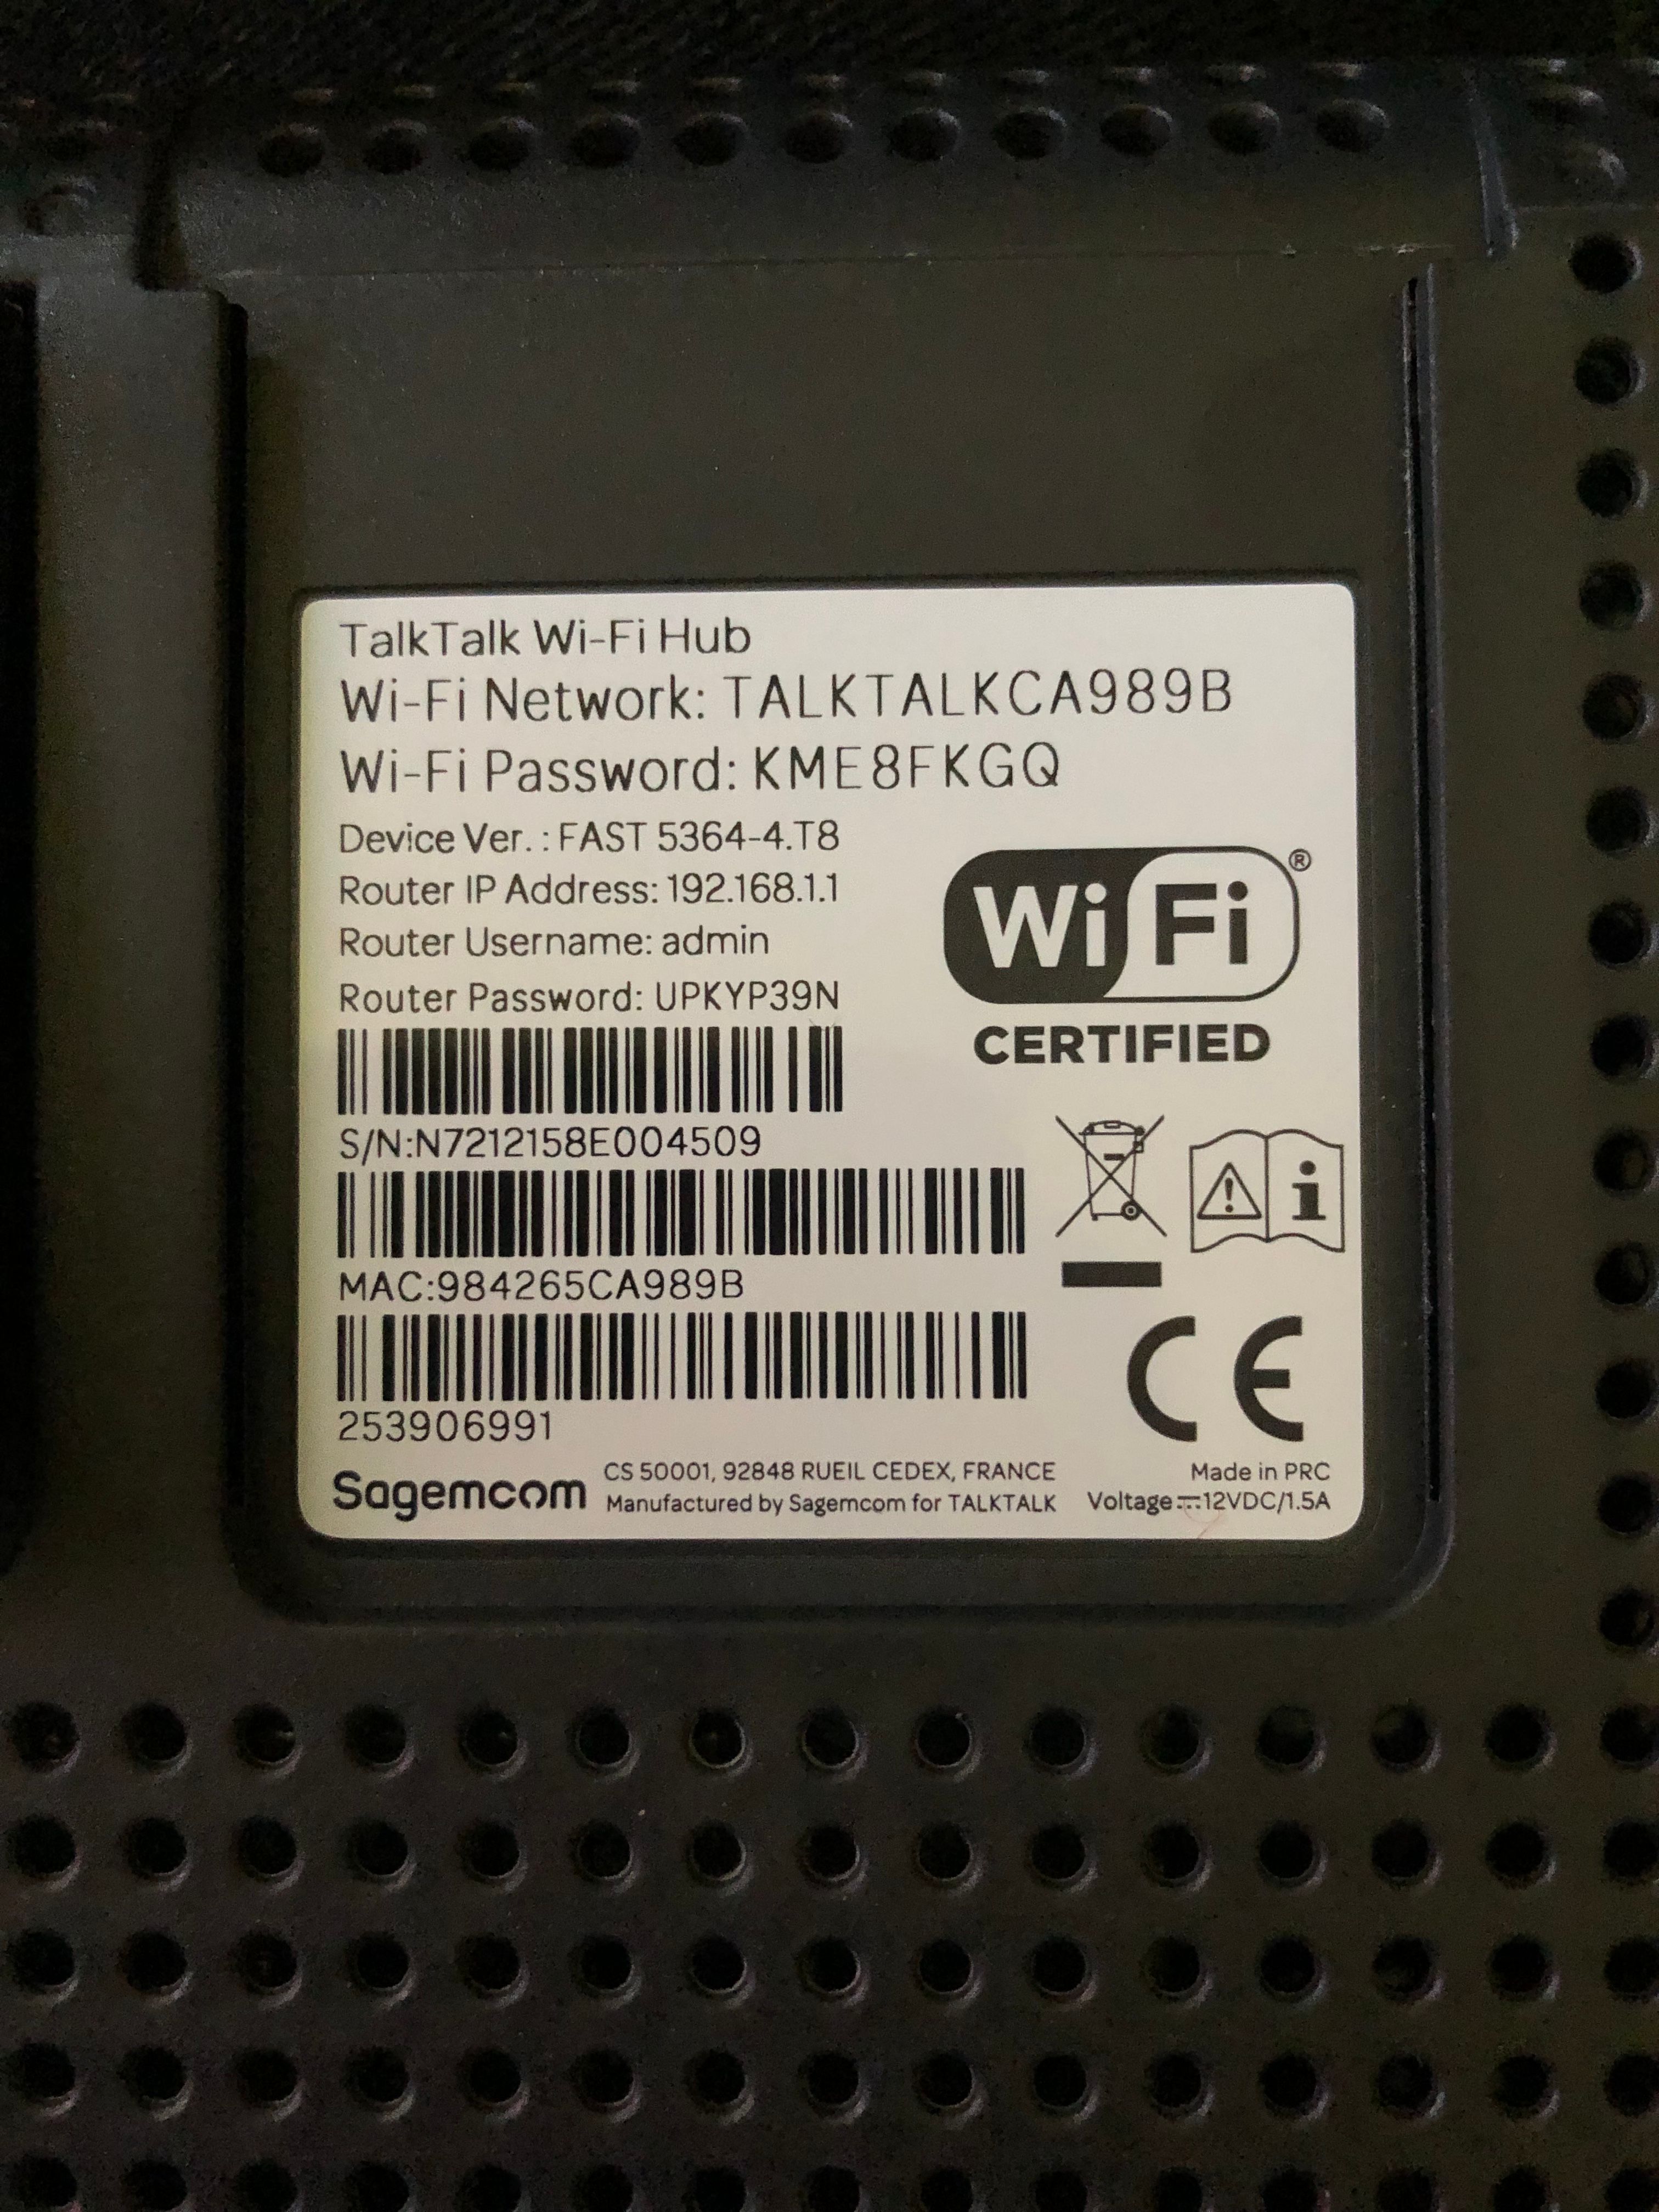 TalkTalk Wi-Fi Hub
Wi-Fi Network: TALKTALKCA989B
Wi-Fi Password: KME8FKGQ
Device Ver. : FAST 5364-4.T8
Router IP Address: 192.168.1.1
Router Username: admin
Router Password: UPKYP39N
Wi Fi ®
CERTIFIED
S/N:N7212158E004509
MAC:984265CA989B
253906991
CE
Sagemcom
CS 50001, 92848 RUEIL CEDEX, FRANCE
Manufactured by Sagemcom for TALKTALK
Made in PRC
Voltage⎓12VDC/1.5A